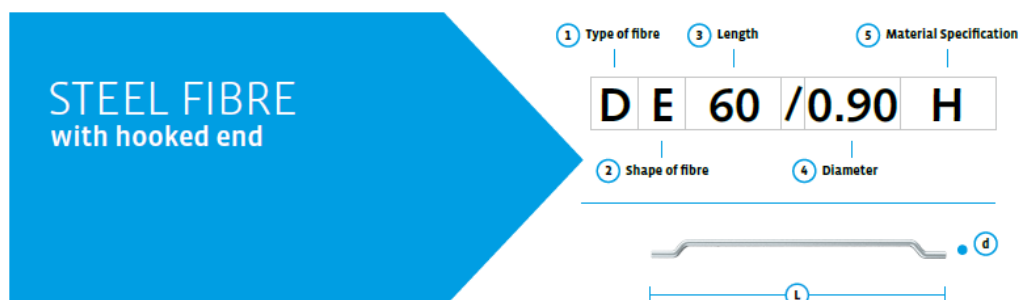 STEEL FIBRE
with hooked end
1 Type of fibre 3 Length 5 Material Specification
D E 60 /0.90 H
2 Shape of fibre 4 Diameter
d
L